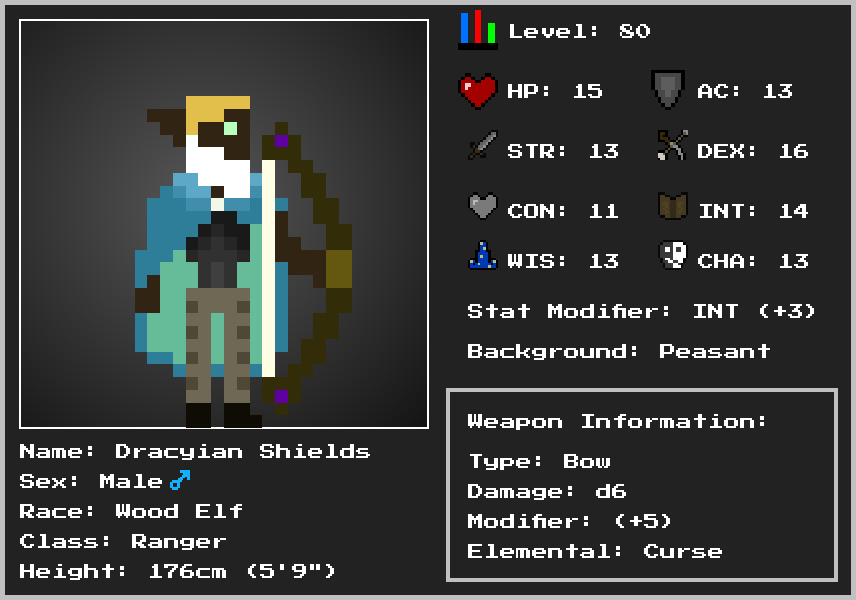 Level: 80
HP: 15
AC: 13
STR: 13
DEX: 16
CON: 11
INT: 14
WIS: 13
CHA: 13
Stat Modifier: INT (+3)
Background: Peasant
Weapon Information:
Type: Bow
Damage: d6
Modifier: (+5)
Elemental: Curse
Name: Dracyian Shields
Sex: Male♂
Race: Wood Elf
Class: Ranger
Height: 176cm (5'9")